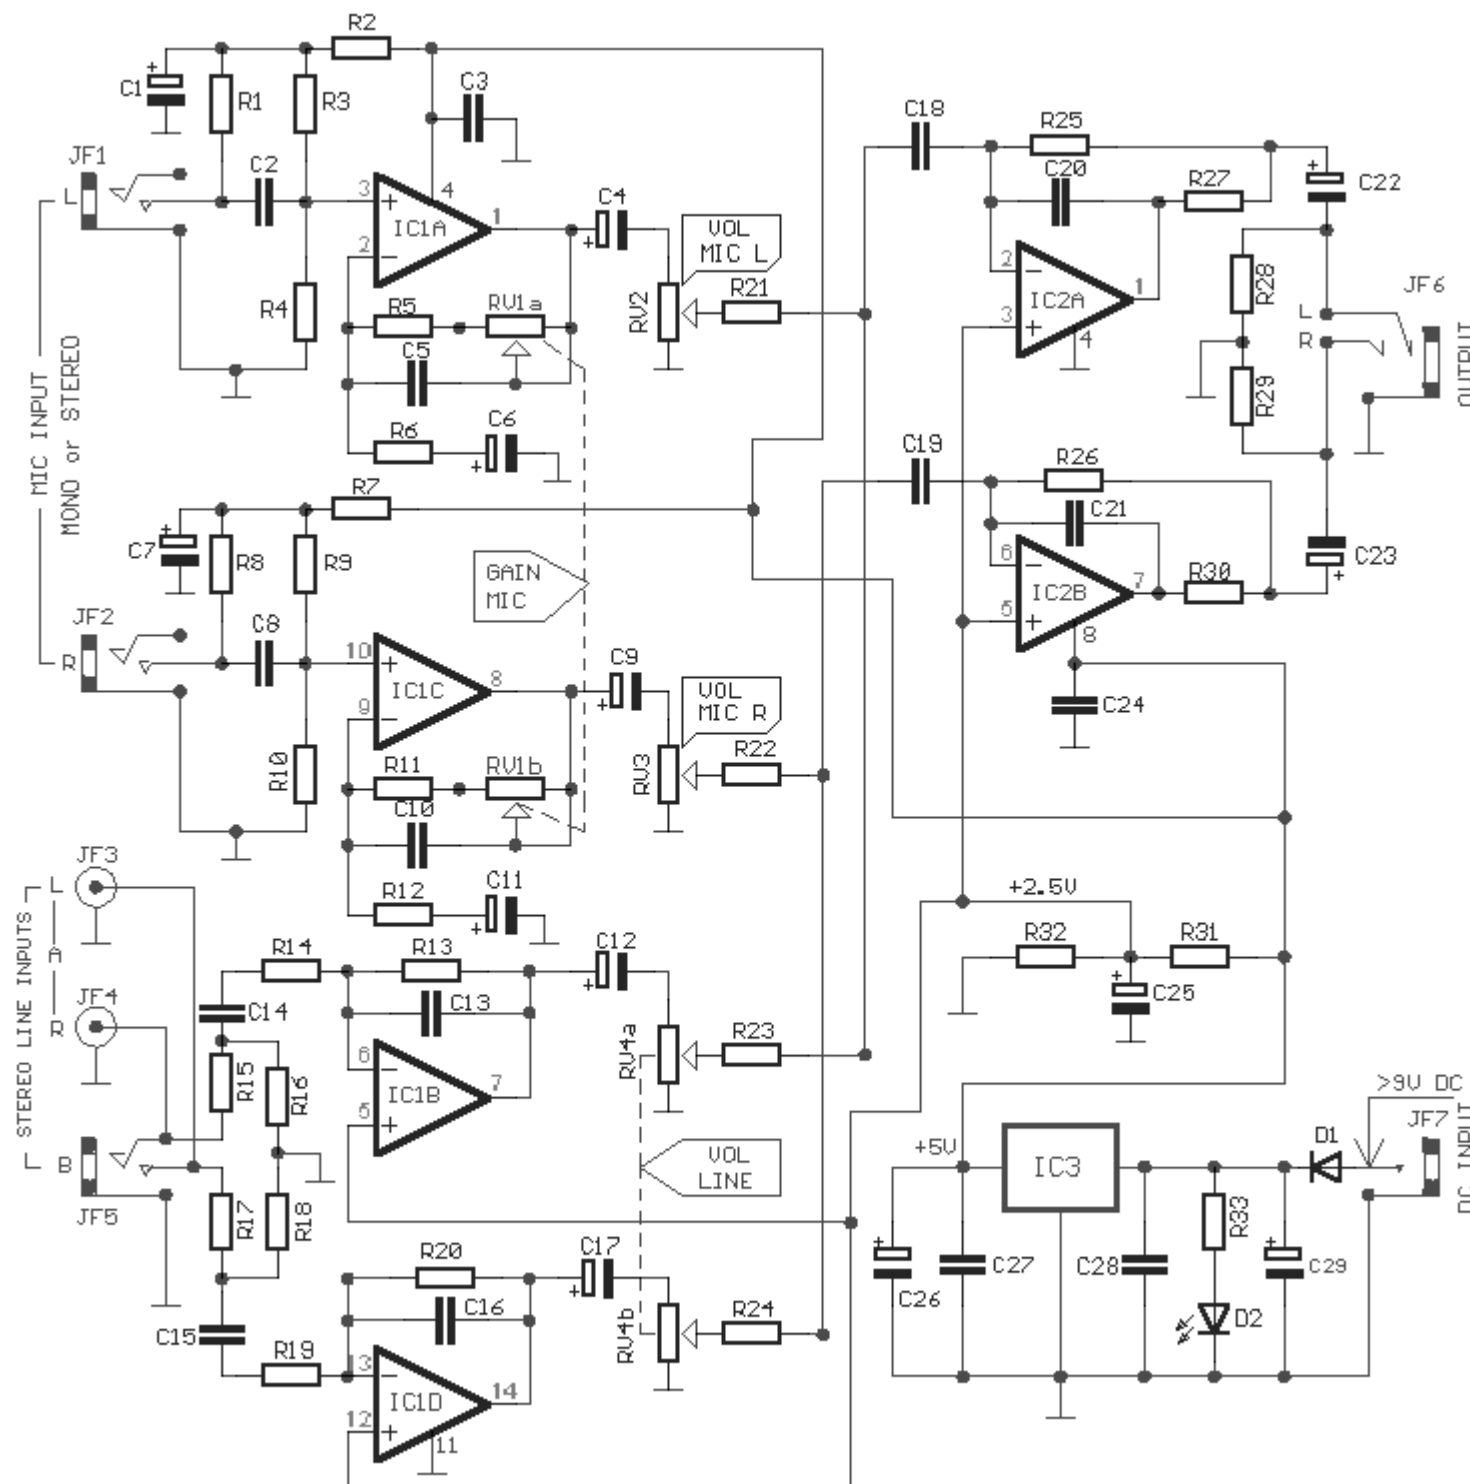 R2
C1
R1
R3
C3
JF1
L
C2
3
+
4
IC1A
1
2
-
C4
+
VOL
MIC L
R4
R5
RV1a
RV2
R21
C5
R6
C6
+
MIC INPUT
MONO or STEREO
R7
C7
+
R8
R9
GAIN
MIC
JF2
R
C8
10
+
IC1C
8
9
-
C9
+
VOL
MIC R
R10
R11
RV1b
RV3
R22
C10
R12
C11
+
JF3
L
A
JF4
R
STEREO LINE INPUTS
B
JF5
R14
R13
C12
+
C14
C13
R15
R16
6
-
IC1B
7
5
+
RV4a
R23
VOL
LINE
R17
R18
R20
C17
+
C16
C15
R19
13
-
IC1D
14
12
+
11
RV4b
R24
C18
R25
C20
R27
+
C22
2
-
IC2A
1
3
+
4
R28
R29
L
R
JF6
OUTPUT
C19
R26
C21
6
-
IC2B
7
5
+
8
R30
C23
+
C24
+2.5V
R32
R31
+
C25
>9V DC
JF7
DC INPUT
D1
+5V
IC3
R33
+
C26
C27
C28
D2
+
C29
+